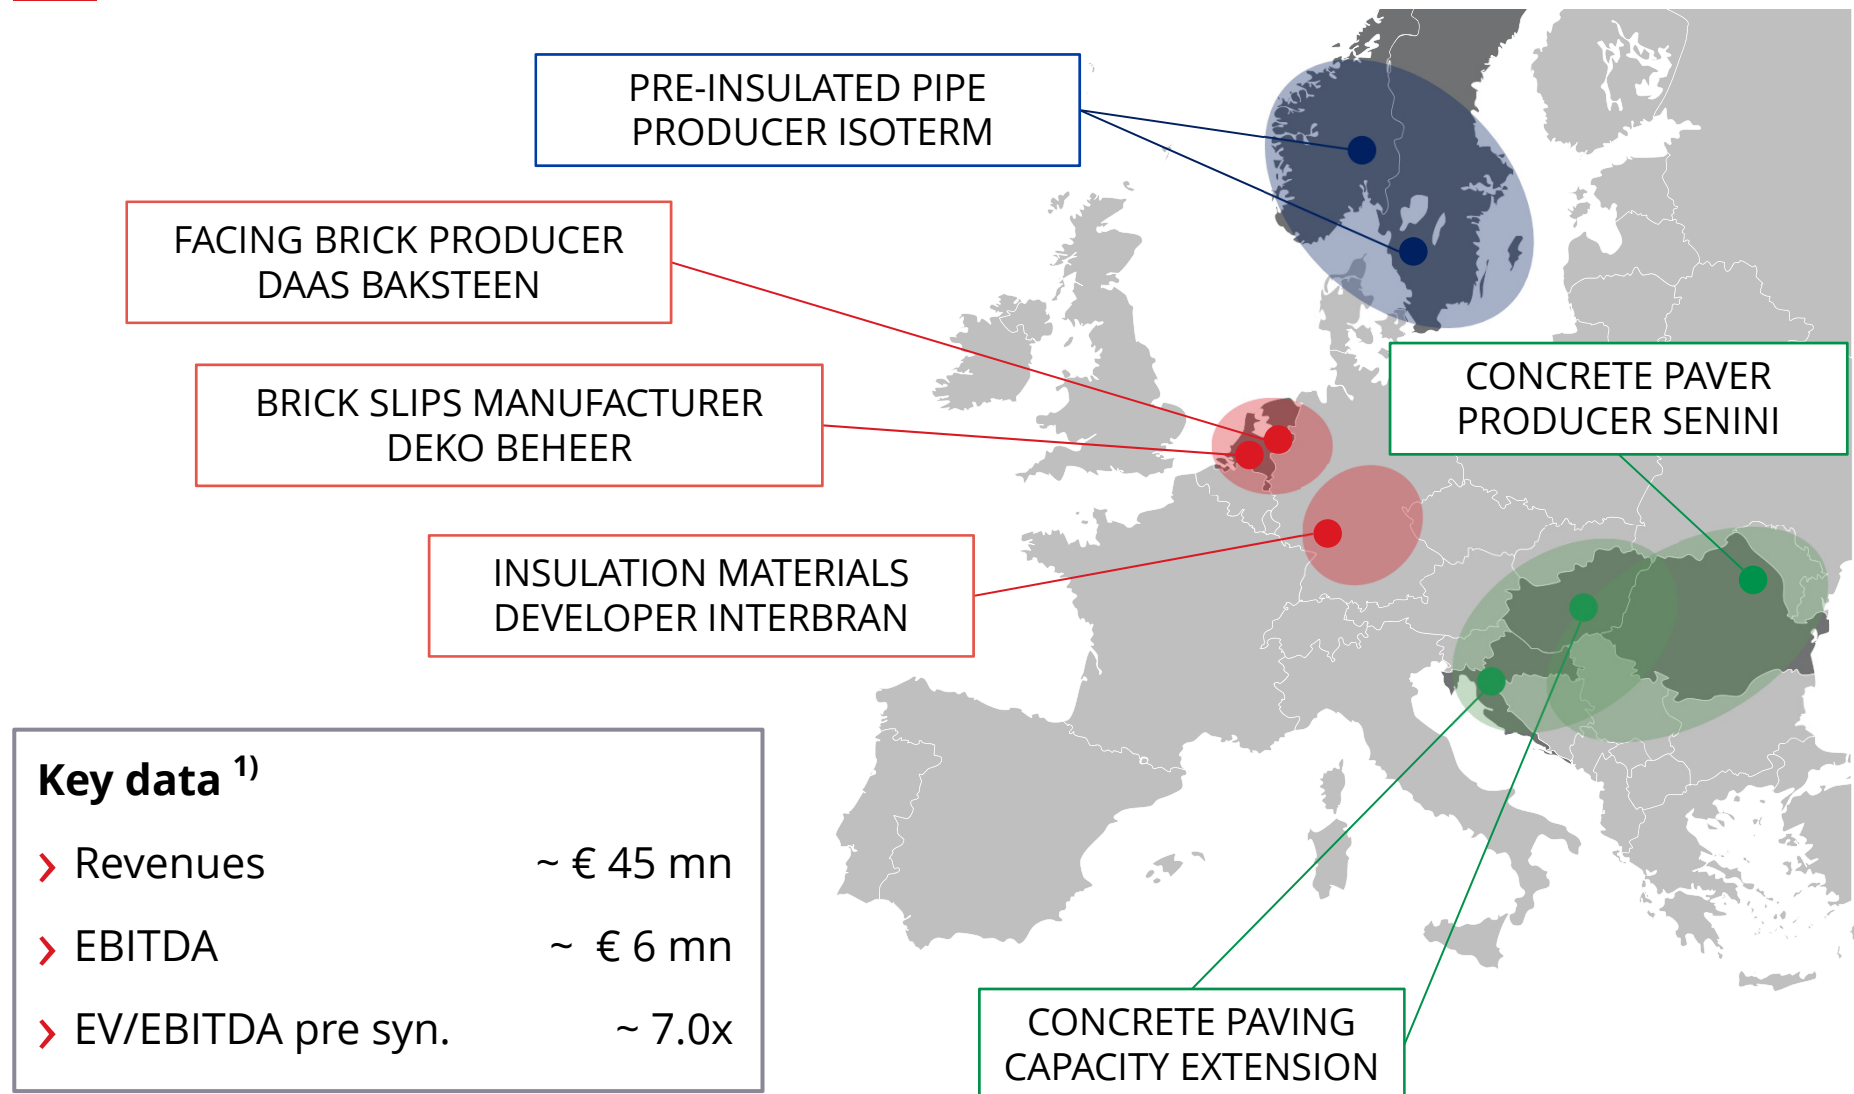 PRE-INSULATED PIPE
PRODUCER ISOTERM
FACING BRICK PRODUCER
DAAS BAKSTEEN
BRICK SLIPS MANUFACTURER
DEKO BEHEER
CONCRETE PAVER
PRODUCER SENINI
INSULATION MATERIALS
DEVELOPER INTERBRAN
Key data 1)
› Revenues ~ € 45 mn
› EBITDA ~ € 6 mn
› EV/EBITDA pre syn. ~ 7.0x
CONCRETE PAVING
CAPACITY EXTENSION